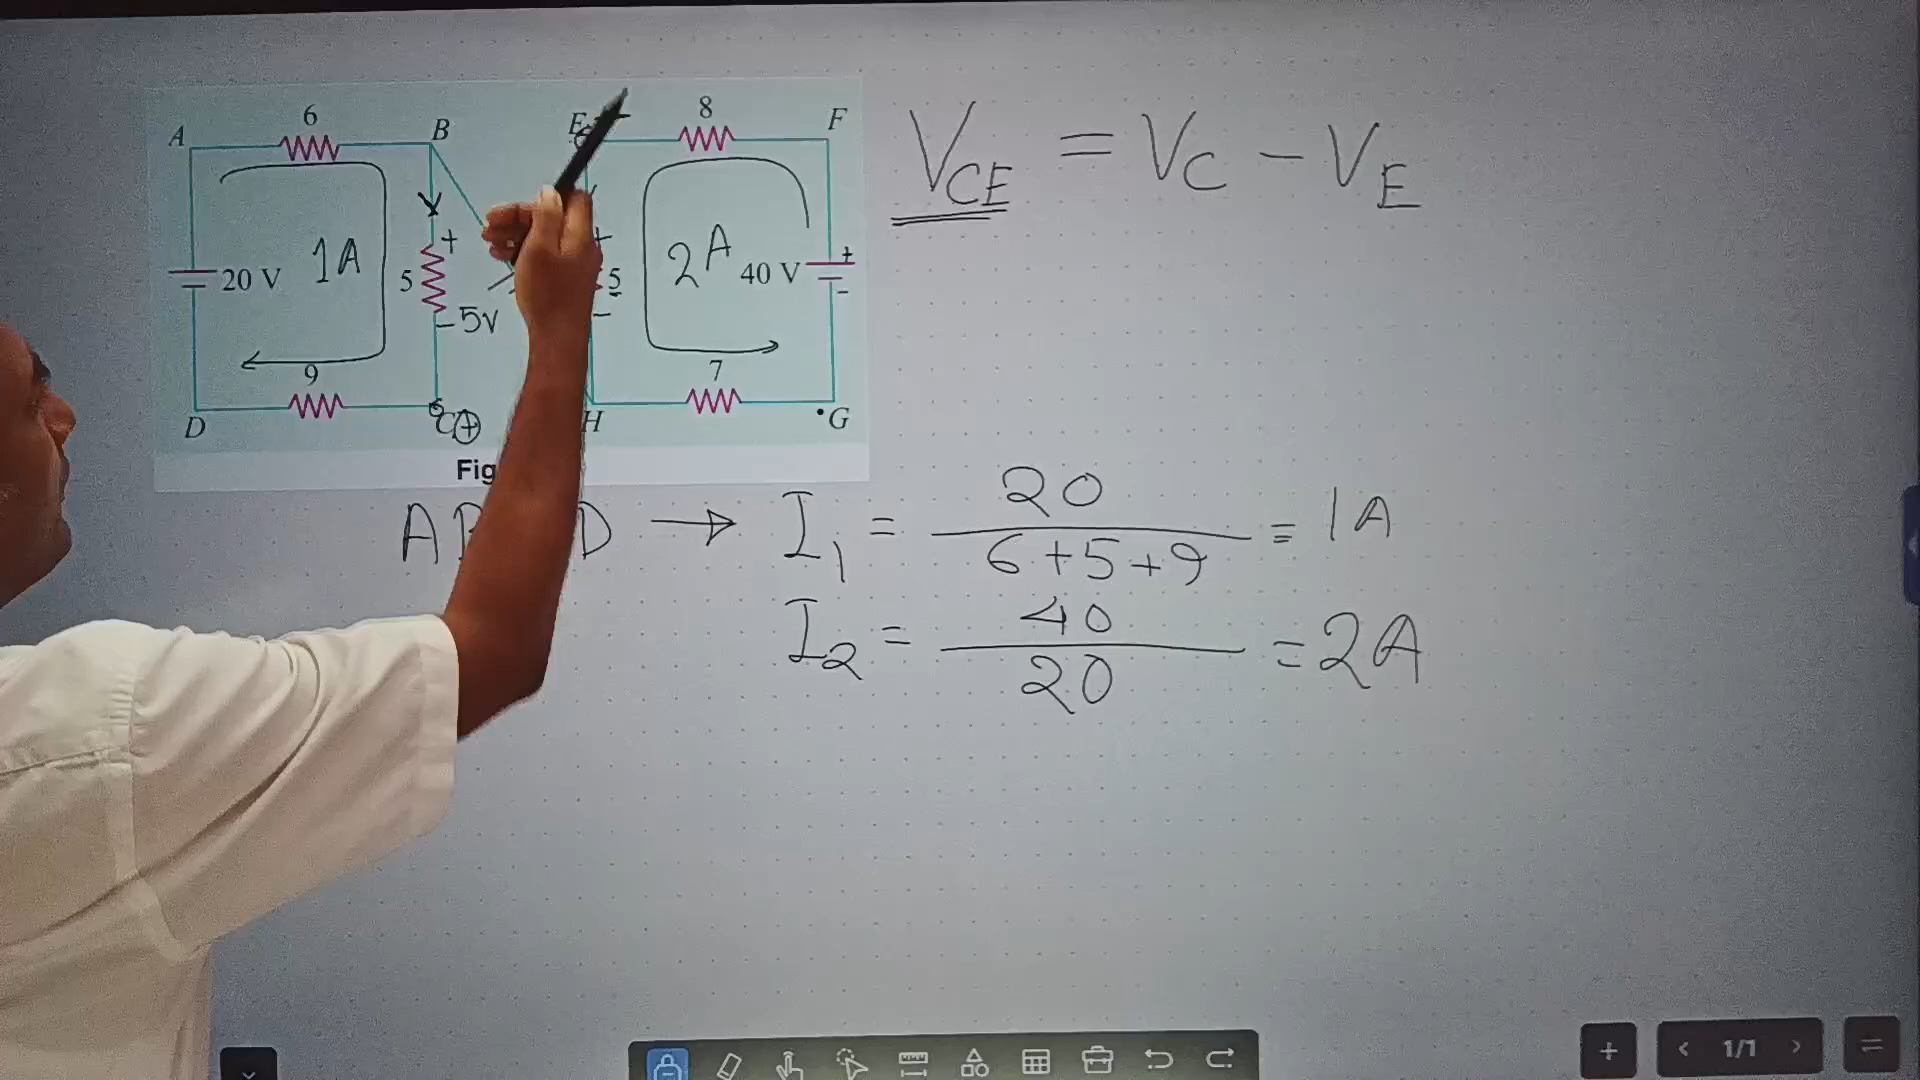 6
8
A
B
E
F
20 V
1A
5
+
-5V
+
5
-
2A
40 V
+
-
9
7
D
C
+
H
G
Fig
V_CE = V_C - V_E
A
D → I_1 = 20 / 6+5+9 = 1A
I_2 = 40 / 20 = 2A
1/1